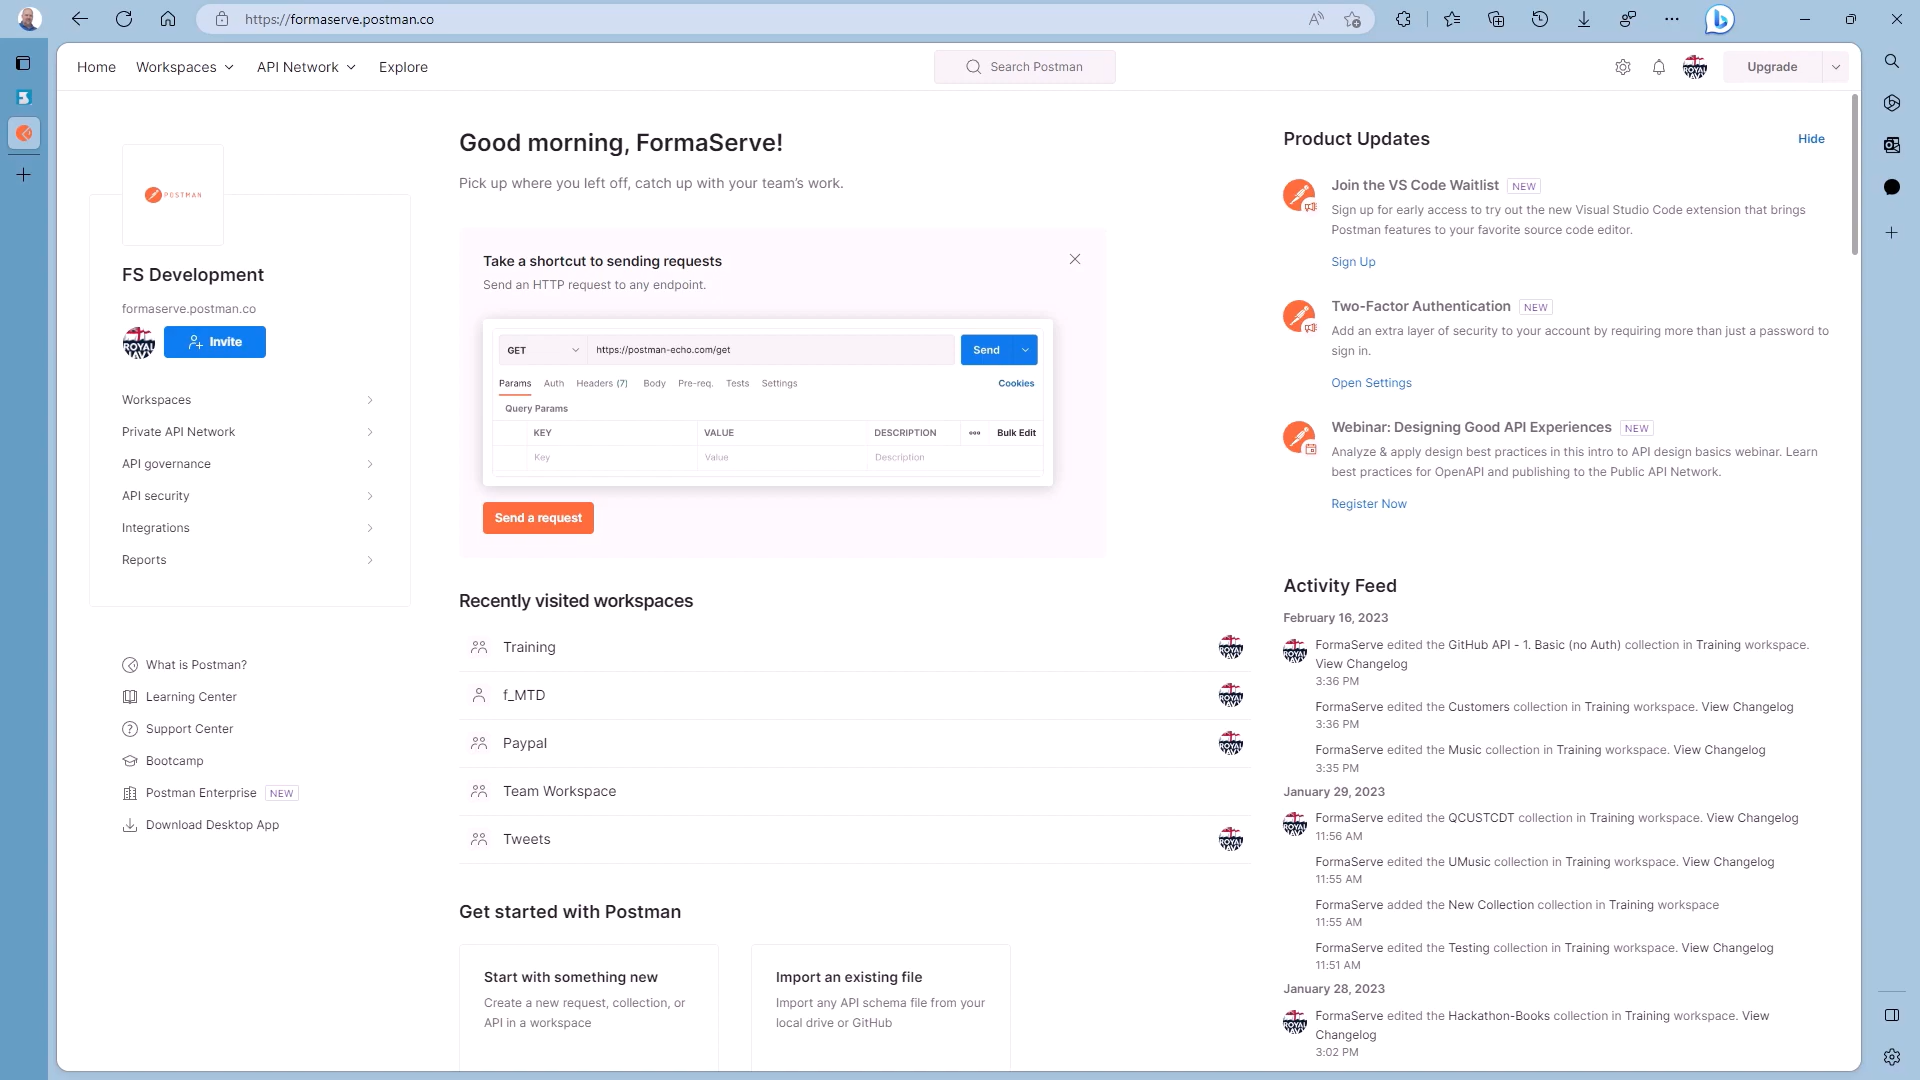 https://formaserve.postman.co
Home
Workspaces
API Network
Explore
Search Postman
Upgrade
POSTMAN
FS Development
formaserve.postman.co
Invite
Workspaces
Private API Network
API governance
API security
Integrations
Reports
What is Postman?
Learning Center
Support Center
Bootcamp
Postman Enterprise NEW
Download Desktop App
Good morning, FormaServe!
Pick up where you left off, catch up with your team's work.
Take a shortcut to sending requests
Send an HTTP request to any endpoint.
GET
https://postman-echo.com/get
Send
Params Auth Headers (7) Body Pre-req. Tests Settings Cookies
Query Params
KEY VALUE DESCRIPTION Bulk Edit
Key Value Description
Send a request
Recently visited workspaces
Training
f_MTD
Paypal
Team Workspace
Tweets
Get started with Postman
Start with something new
Create a new request, collection, or
API in a workspace
Import an existing file
Import any API schema file from your
local drive or GitHub
Product Updates
Hide
Join the VS Code Waitlist NEW
Sign up for early access to try out the new Visual Studio Code extension that brings
Postman features to your favorite source code editor.
Sign Up
Two-Factor Authentication NEW
Add an extra layer of security to your account by requiring more than just a password to
sign in.
Open Settings
Webinar: Designing Good API Experiences NEW
Analyze & apply design best practices in this intro to API design basics webinar. Learn
best practices for OpenAPI and publishing to the Public API Network.
Register Now
Activity Feed
February 16, 2023
FormaServe edited the GitHub API - 1. Basic (no Auth) collection in Training workspace.
View Changelog
3:36 PM
FormaServe edited the Customers collection in Training workspace. View Changelog
3:36 PM
FormaServe edited the Music collection in Training workspace. View Changelog
3:35 PM
January 29, 2023
FormaServe edited the QCUSTCDT collection in Training workspace. View Changelog
11:56 AM
FormaServe edited the UMusic collection in Training workspace. View Changelog
11:55 AM
FormaServe added the New Collection collection in Training workspace
11:55 AM
FormaServe edited the Testing collection in Training workspace. View Changelog
11:51 AM
January 28, 2023
FormaServe edited the Hackathon-Books collection in Training workspace. View
Changelog
3:02 PM